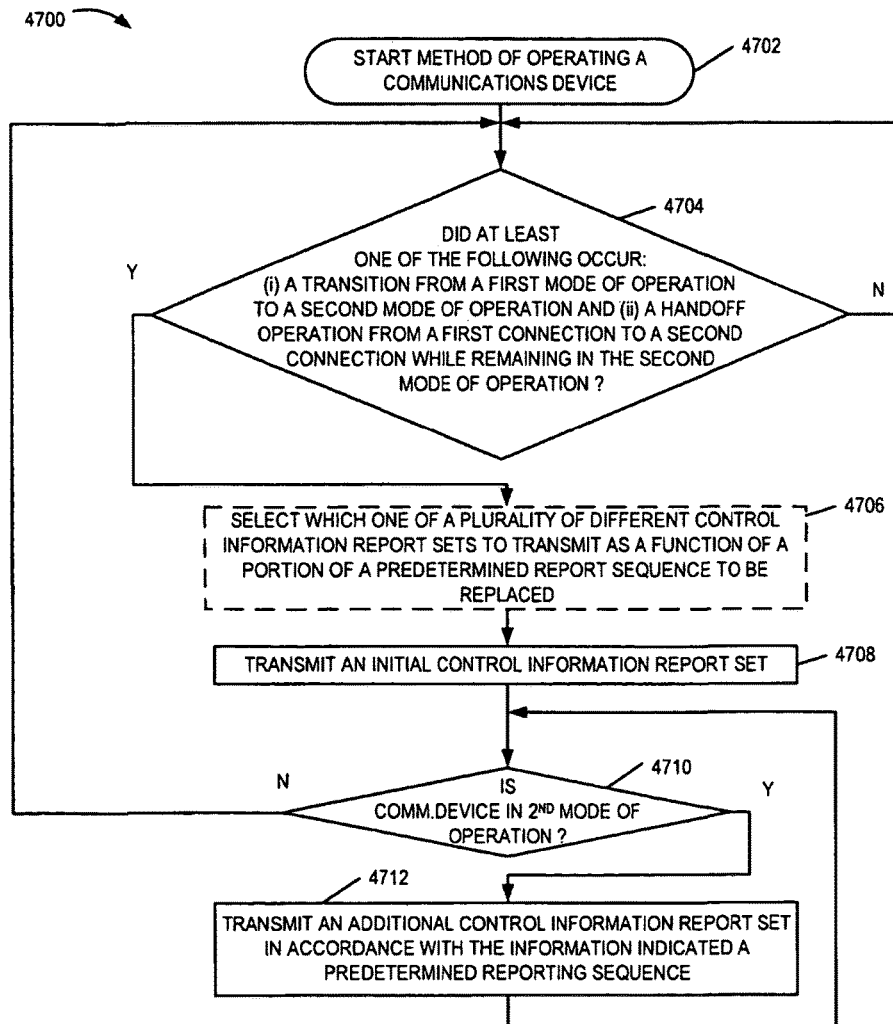 4700
START METHOD OF OPERATING A
COMMUNICATIONS DEVICE
4702
4704
DID AT LEAST
ONE OF THE FOLLOWING OCCUR:
(i) A TRANSITION FROM A FIRST MODE OF OPERATION
TO A SECOND MODE OF OPERATION AND (ii) A HANDOFF
OPERATION FROM A FIRST CONNECTION TO A SECOND
CONNECTION WHILE REMAINING IN THE SECOND
MODE OF OPERATION ?
Y
N
SELECT WHICH ONE OF A PLURALITY OF DIFFERENT CONTROL
INFORMATION REPORT SETS TO TRANSMIT AS A FUNCTION OF A
PORTION OF A PREDETERMINED REPORT SEQUENCE TO BE
REPLACED
4706
TRANSMIT AN INITIAL CONTROL INFORMATION REPORT SET
4708
N
IS
COMM.DEVICE IN 2ND MODE OF
OPERATION ?
4710
Y
4712
TRANSMIT AN ADDITIONAL CONTROL INFORMATION REPORT SET
IN ACCORDANCE WITH THE INFORMATION INDICATED A
PREDETERMINED REPORTING SEQUENCE